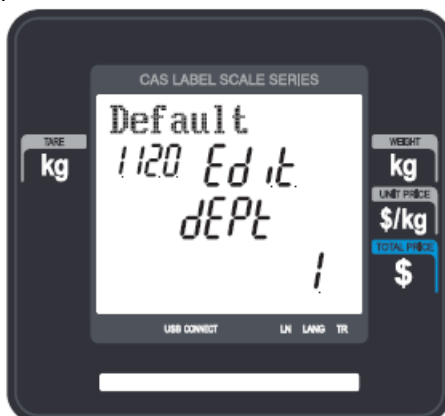 CAS LABEL SCALE SERIES
Default
TARE
kg
1120 Edit
WEIGHT
kg
dEPt
UNIT PRICE
$/kg
1
TOTAL PRICE
$
USB CONNECT LN LANG TR